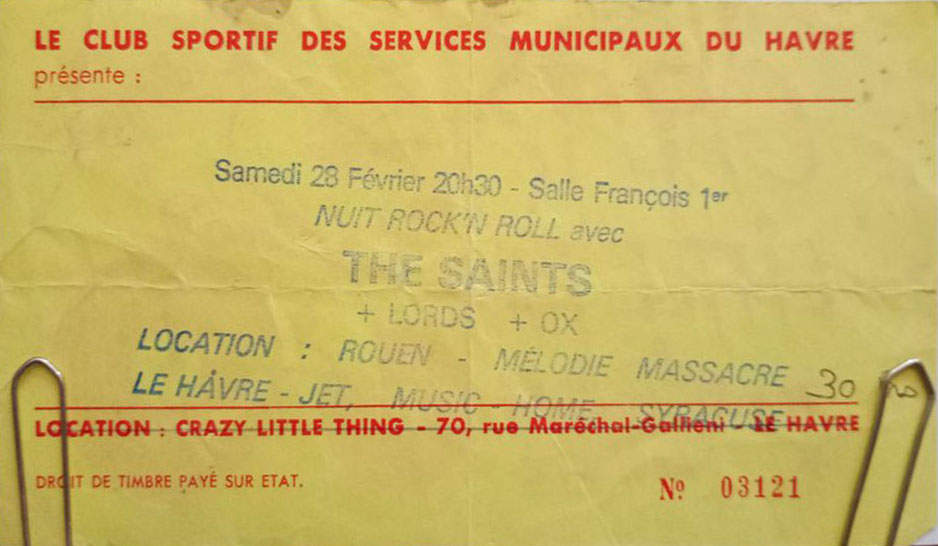 LE CLUB SPORTIF DES SERVICES MUNICIPAUX DU HAVRE
présente :
Samedi 28 Février 20h30 - Salle François 1er
NUIT ROCK'N ROLL avec
THE SAINTS
+ LORDS + OX
LOCATION : ROUEN - MÉLODIE MASSACRE
30
LE HÂVRE - JET, MUSIC - HOME, SYRACUSE
LOCATION : CRAZY LITTLE THING - 70, rue Maréchal-Galliéni - LE HAVRE
DROIT DE TIMBRE PAYÉ SUR ETAT.
Nº 03121